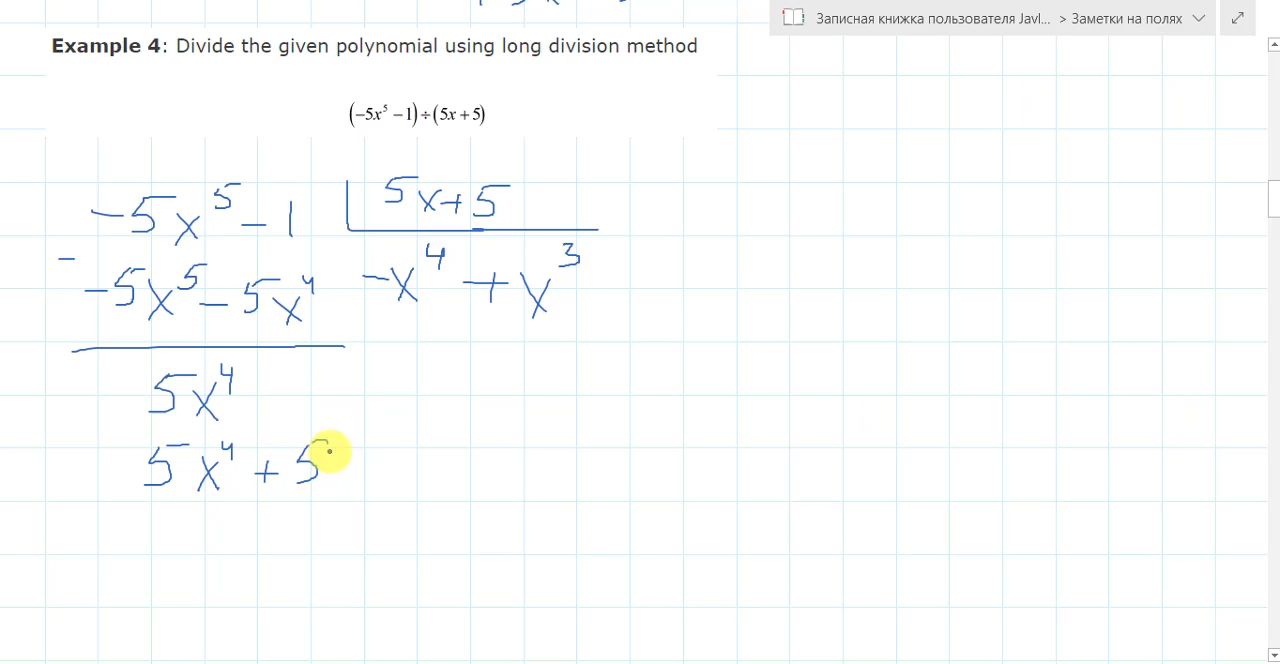 Записная книжка пользователя Javl... > Заметки на полях
Example 4: Divide the given polynomial using long division method
(−5x⁵ − 1) ÷ (5x + 5)
−5x⁵ − 1 5x + 5
− −5x⁵ − 5x⁴ −x⁴ + x³
5x⁴
5x⁴ + 5